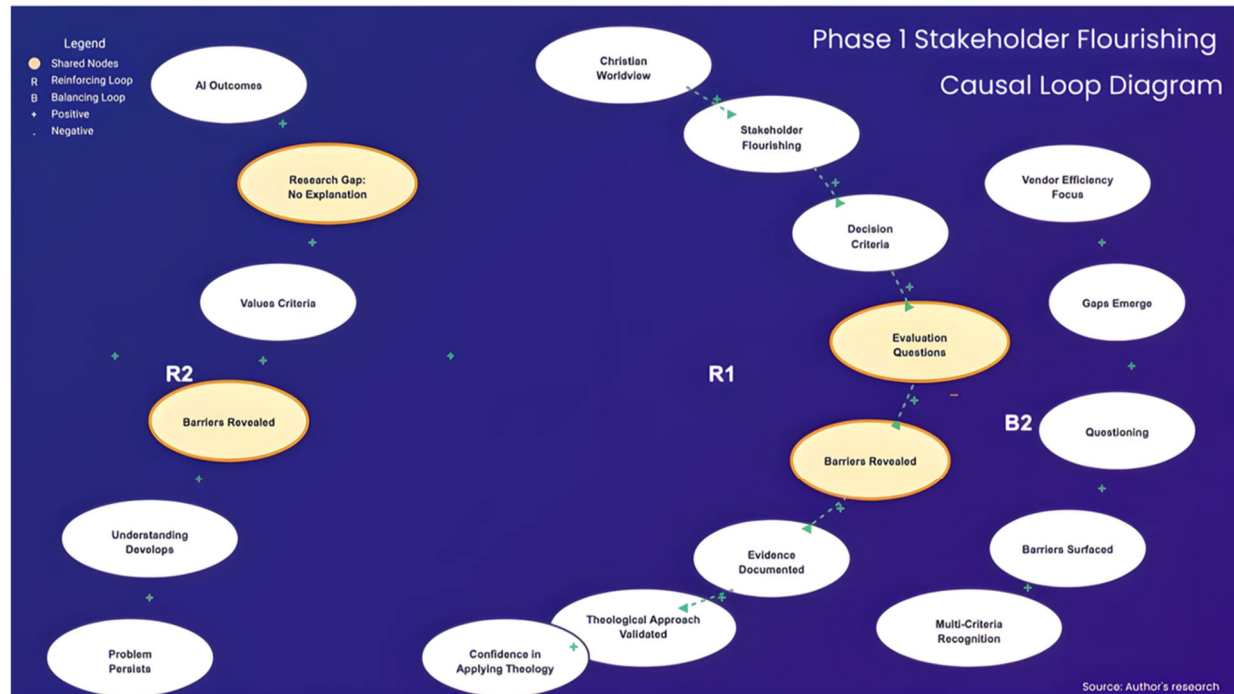 Phase 1 Stakeholder Flourishing
Causal Loop Diagram
Legend
Shared Nodes
R Reinforcing Loop
B Balancing Loop
+ Positive
- Negative
AI Outcomes
+
Research Gap:
No Explanation
+
Values Criteria
+ + +
R2
Barriers Revealed
+
Understanding
Develops
+
Problem
Persists
Christian
Worldview
+
Stakeholder
Flourishing
+
Decision
Criteria
+
Evaluation
Questions
+
R1
Barriers
Revealed
+
Evidence
Documented
+
Theological Approach
Validated
+
Confidence in
Applying Theology
Vendor Efficiency
Focus
+
Gaps Emerge
+
–
B2
Questioning
+
Barriers Surfaced
+
Multi-Criteria
Recognition
Source: Author's research